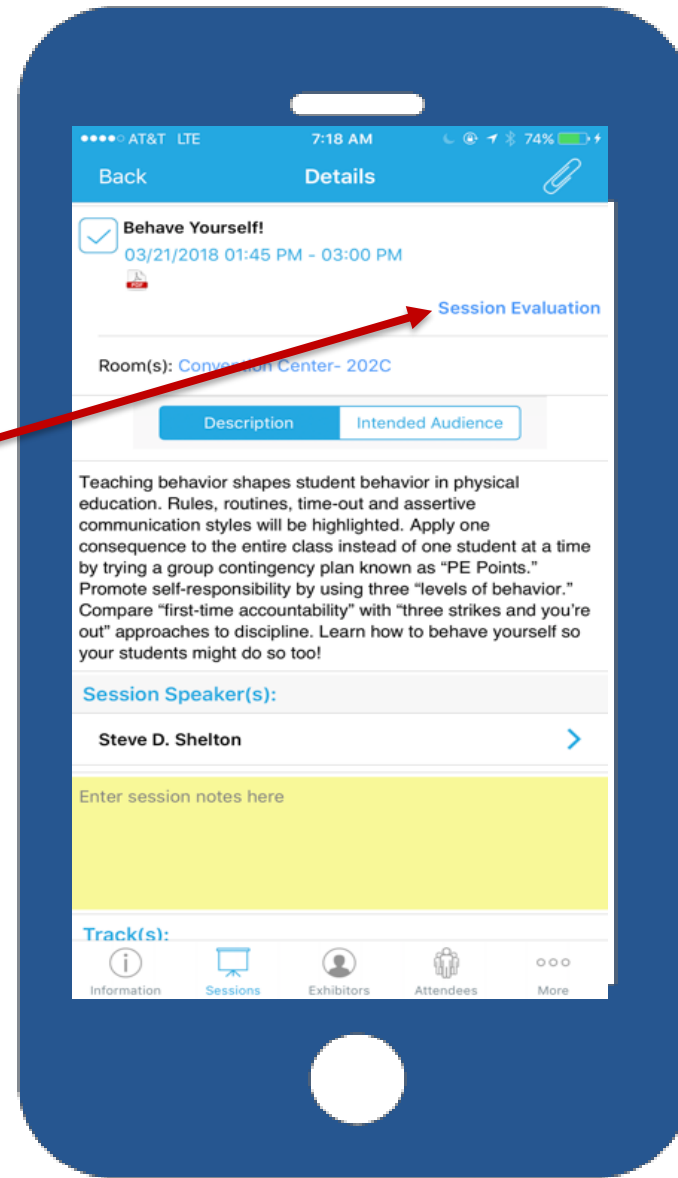 AT&T LTE 7:18 AM 74%
Back Details
Behave Yourself!
03/21/2018 01:45 PM - 03:00 PM
PDF
Session Evaluation
Room(s): Convention Center- 202C
Description Intended Audience
Teaching behavior shapes student behavior in physical
education. Rules, routines, time-out and assertive
communication styles will be highlighted. Apply one
consequence to the entire class instead of one student at a time
by trying a group contingency plan known as “PE Points.”
Promote self-responsibility by using three “levels of behavior.”
Compare “first-time accountability” with “three strikes and you’re
out” approaches to discipline. Learn how to behave yourself so
your students might do so too!
Session Speaker(s):
Steve D. Shelton
Enter session notes here
Track(s):
Information Sessions Exhibitors Attendees More